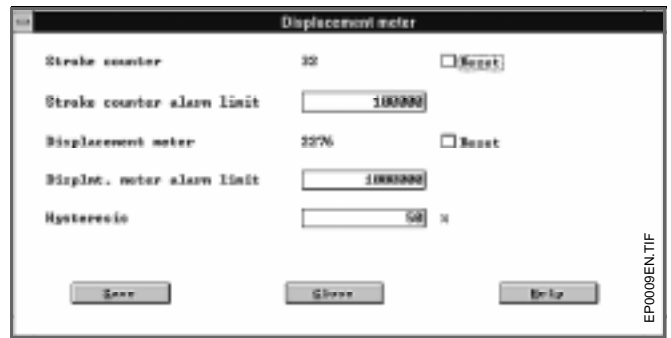 Displacement meter
Stroke counter 32 Reset
Stroke counter alarm limit 100000
Displacement meter 2276 Reset
Displmt. meter alarm limit 1000000
Hysteresis 50 %
Save Close Help
EP0009EN.TIF